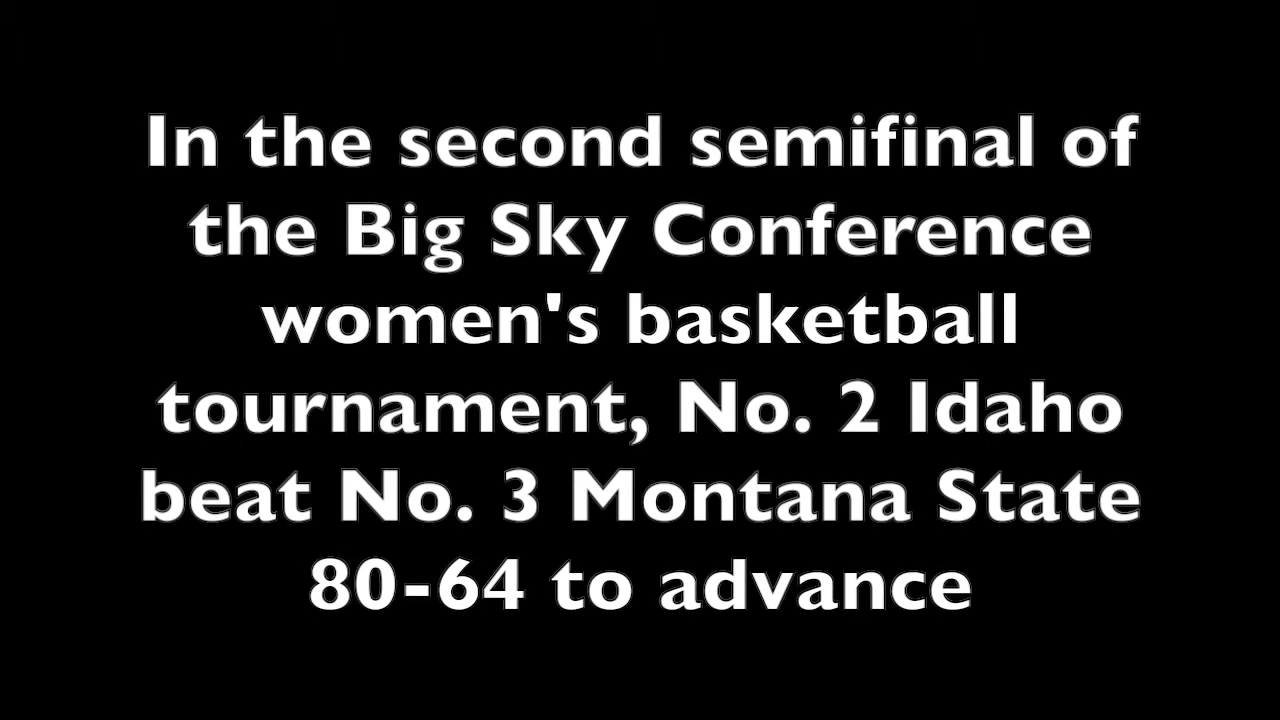 In the second semifinal of
the Big Sky Conference
women's basketball
tournament, No. 2 Idaho
beat No. 3 Montana State
80-64 to advance